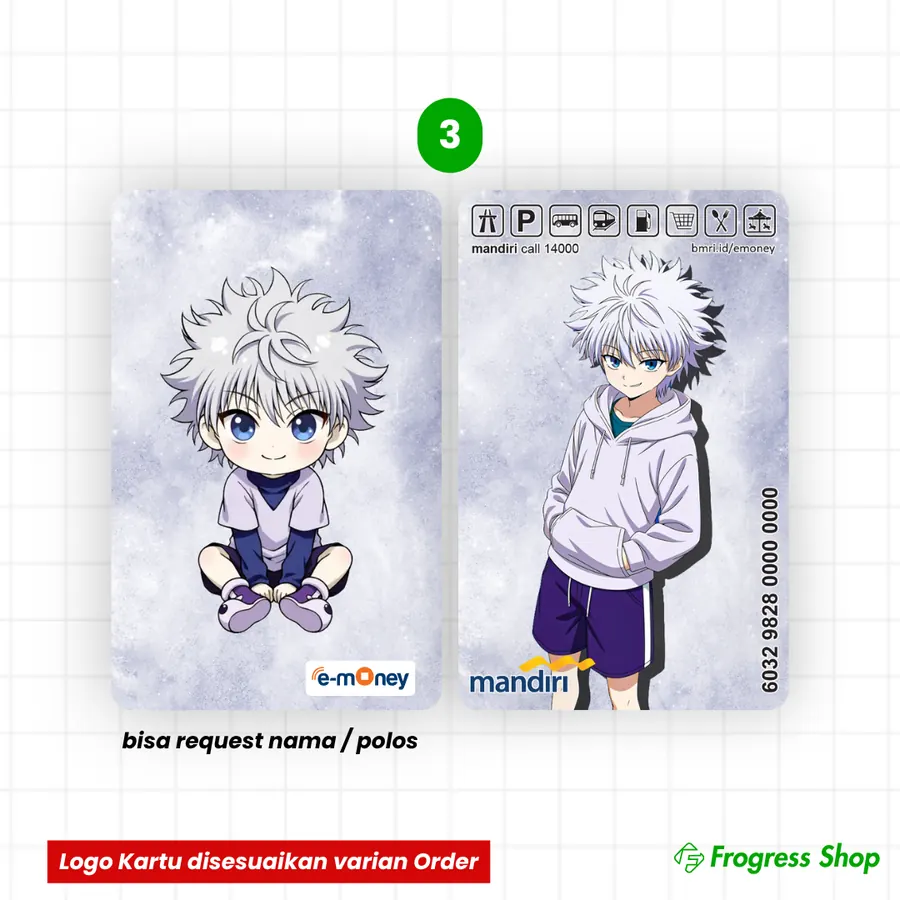 3
P
mandiri call 14000
bmri.id/emoney
6032 9828 0000 0000
e-money
mandiri
bisa request nama / polos
Logo Kartu disesuaikan varian Order
Frogress Shop